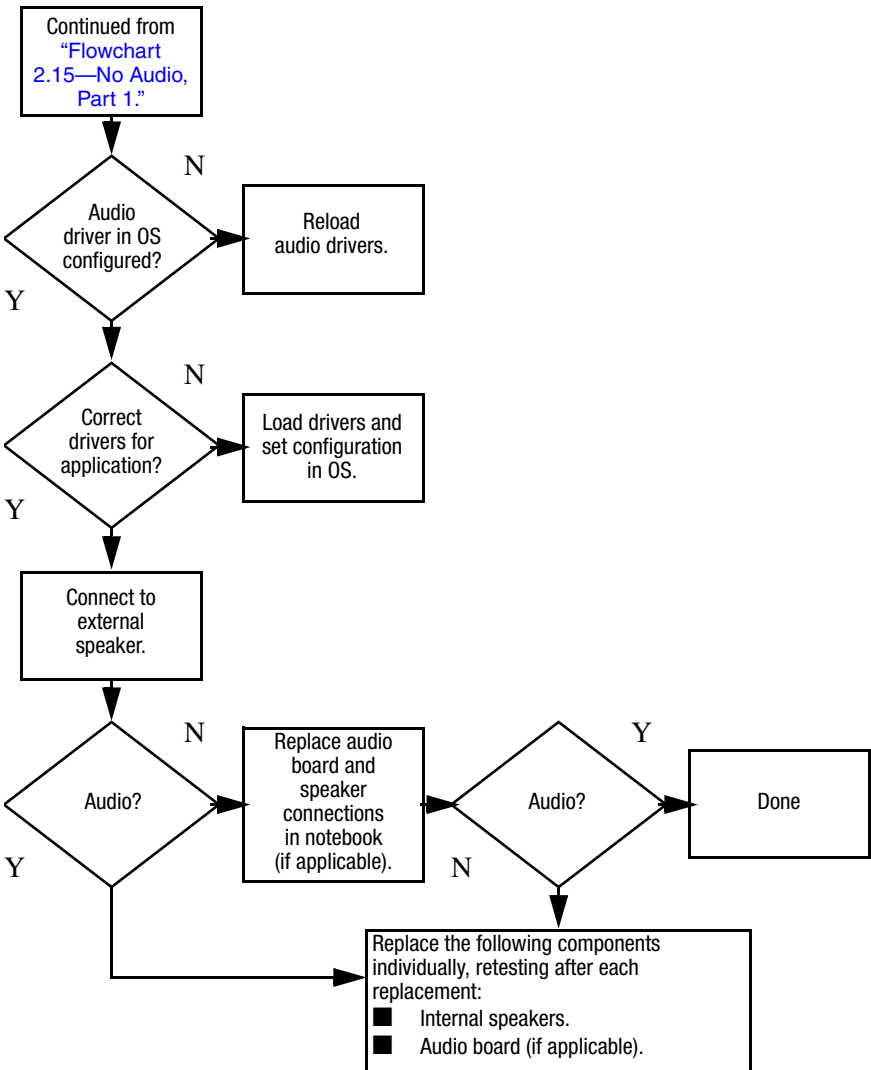 Continued from
“Flowchart
2.15—No Audio,
Part 1.”
N
Audio
driver in OS
configured?
Reload
audio drivers.
Y
N
Correct
drivers for
application?
Load drivers and
set configuration
in OS.
Y
Connect to
external
speaker.
N
Audio?
Replace audio
board and
speaker
connections
in notebook
(if applicable).
Y
Audio?
Done
Y
N
Replace the following components
individually, retesting after each
replacement:
■ Internal speakers.
■ Audio board (if applicable).